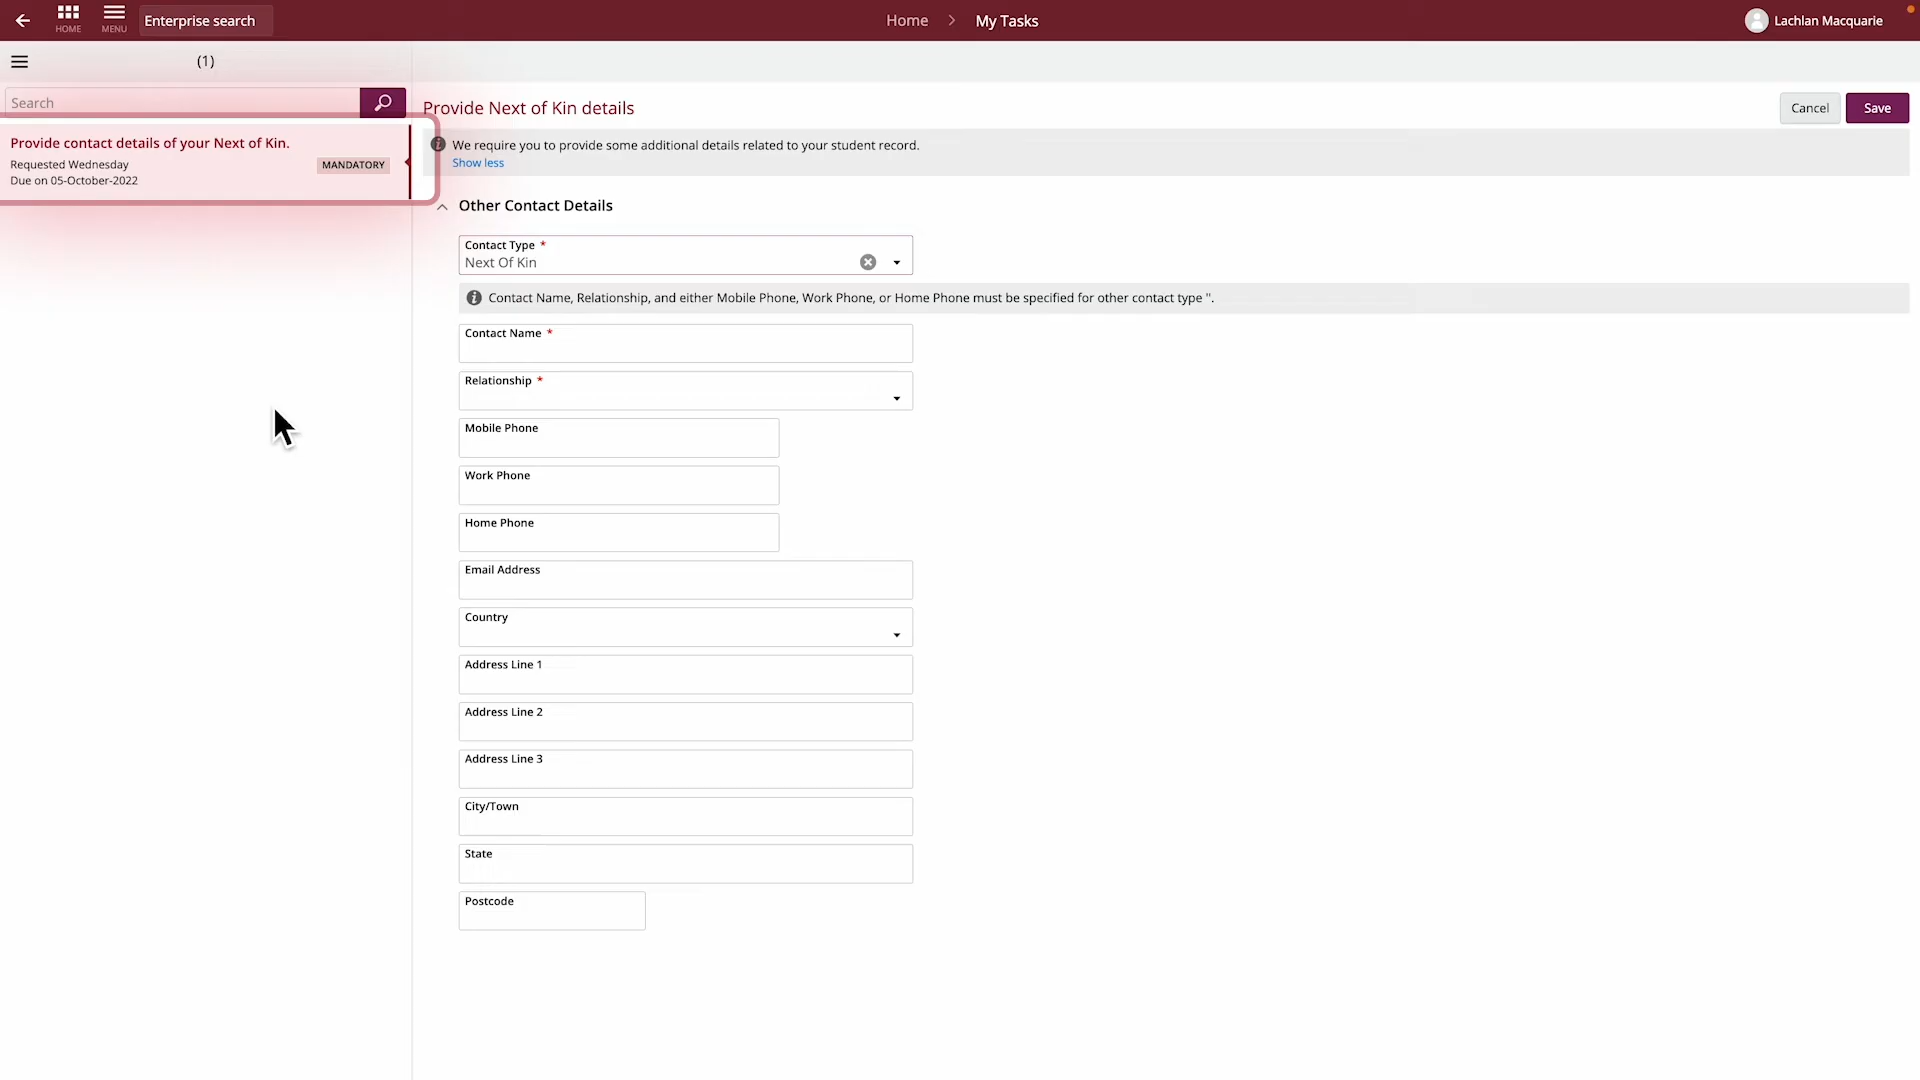 HOME
MENU
Enterprise search
Home
My Tasks
Lachlan Macquarie
(1)
Search
Provide contact details of your Next of Kin.
Requested Wednesday
MANDATORY
Due on 05-October-2022
Provide Next of Kin details
Cancel
Save
We require you to provide some additional details related to your student record.
Show less
Other Contact Details
Contact Type *
Next Of Kin
Contact Name, Relationship, and either Mobile Phone, Work Phone, or Home Phone must be specified for other contact type ''.
Contact Name *
Relationship *
Mobile Phone
Work Phone
Home Phone
Email Address
Country
Address Line 1
Address Line 2
Address Line 3
City/Town
State
Postcode